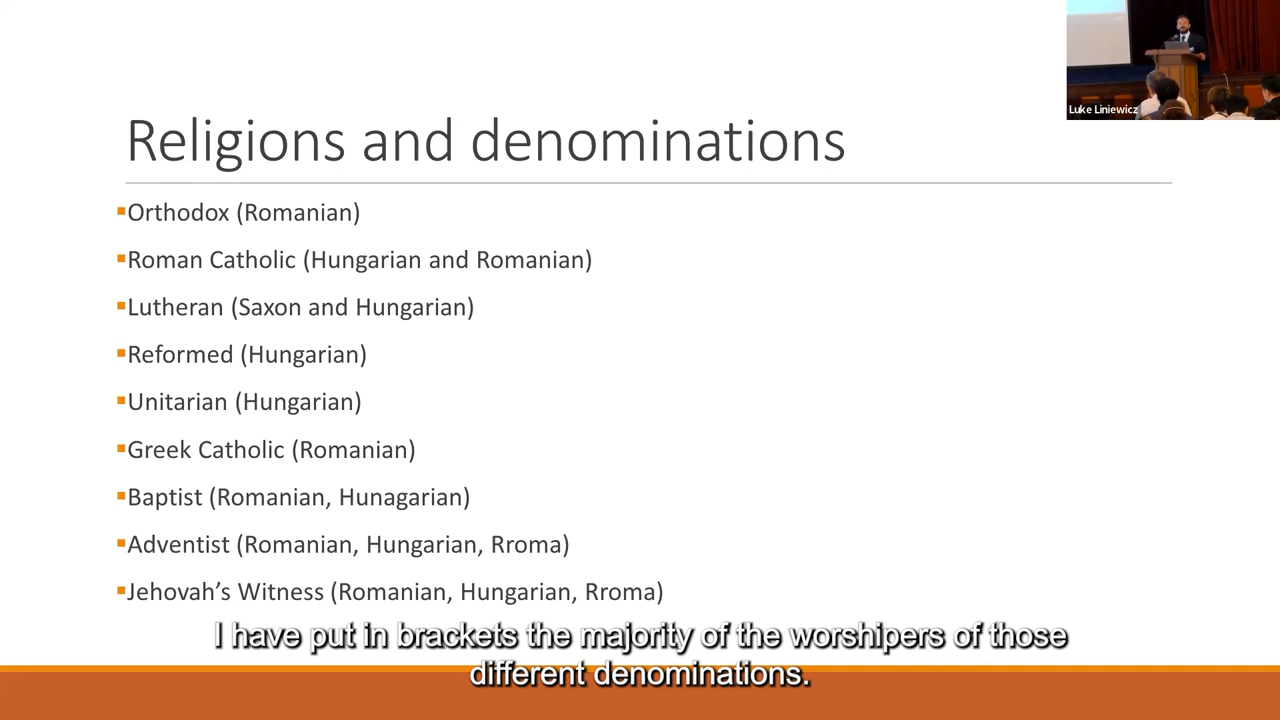 Luke Liniewicz
Religions and denominations
Orthodox (Romanian)
Roman Catholic (Hungarian and Romanian)
Lutheran (Saxon and Hungarian)
Reformed (Hungarian)
Unitarian (Hungarian)
Greek Catholic (Romanian)
Baptist (Romanian, Hunagarian)
Adventist (Romanian, Hungarian, Rroma)
Jehovah’s Witness (Romanian, Hungarian, Rroma)
I have put in brackets the majority of the worshipers of those
different denominations.